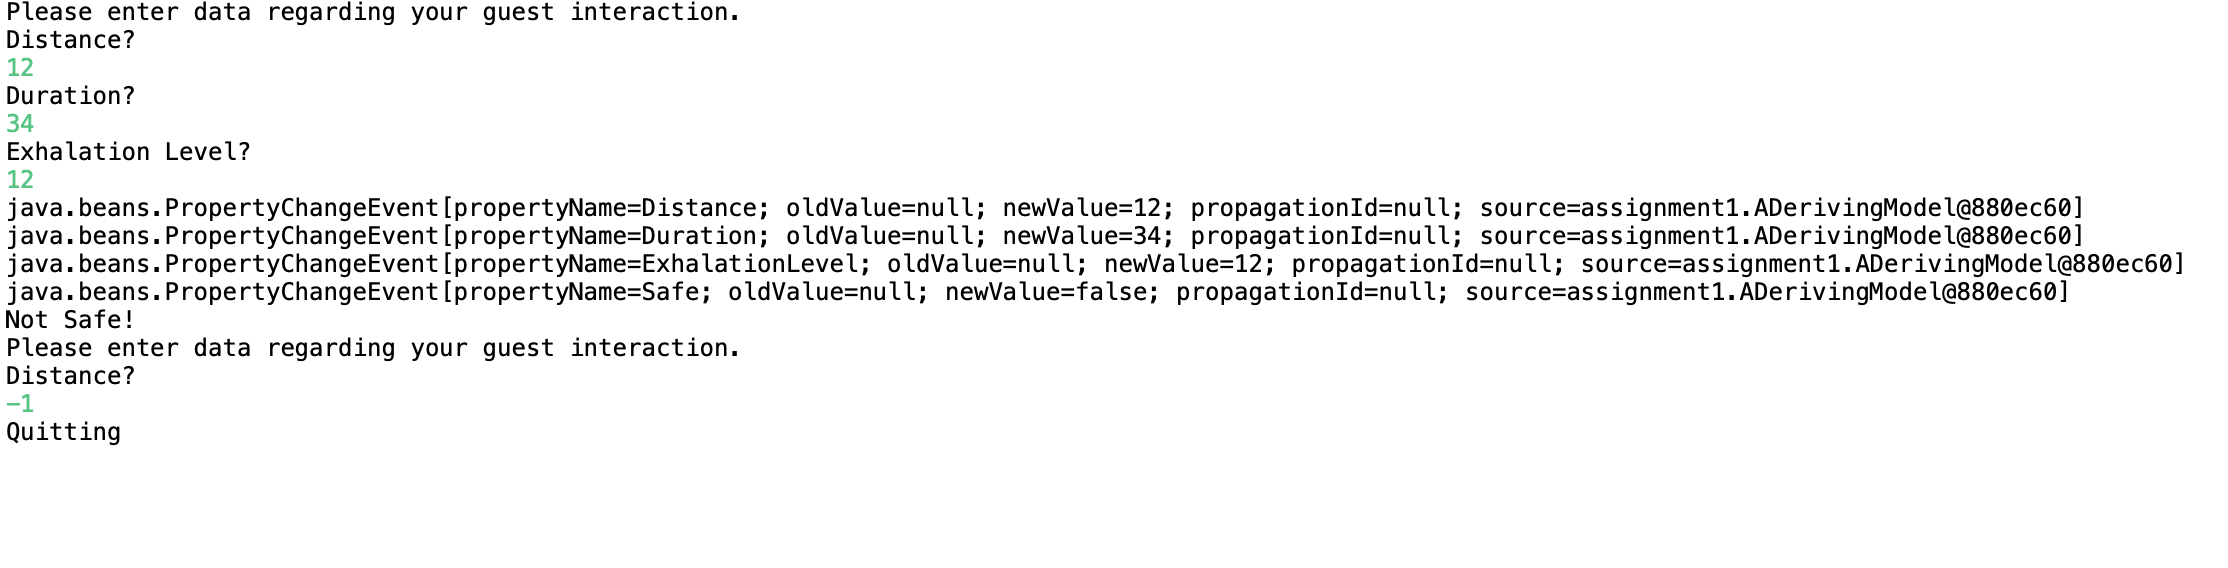 Please enter data regarding your guest interaction.
Distance?
12
Duration?
34
Exhalation Level?
12
java.beans.PropertyChangeEvent[propertyName=Distance; oldValue=null; newValue=12; propagationId=null; source=assignment1.ADerivingModel@880ec60]
java.beans.PropertyChangeEvent[propertyName=Duration; oldValue=null; newValue=34; propagationId=null; source=assignment1.ADerivingModel@880ec60]
java.beans.PropertyChangeEvent[propertyName=ExhalationLevel; oldValue=null; newValue=12; propagationId=null; source=assignment1.ADerivingModel@880ec60]
java.beans.PropertyChangeEvent[propertyName=Safe; oldValue=null; newValue=false; propagationId=null; source=assignment1.ADerivingModel@880ec60]
Not Safe!
Please enter data regarding your guest interaction.
Distance?
-1
Quitting